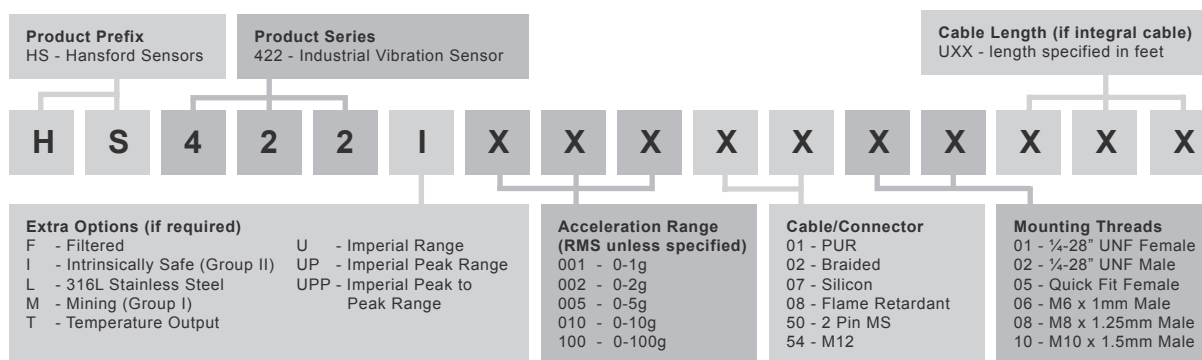 Product Prefix
HS - Hansford Sensors
Product Series
422 - Industrial Vibration Sensor
Cable Length (if integral cable)
UXX - length specified in feet
H S 4 2 2 I X X X X X X X X X X
Extra Options (if required)
F - Filtered
I - Intrinsically Safe (Group II)
L - 316L Stainless Steel
M - Mining (Group I)
T - Temperature Output
U - Imperial Range
UP - Imperial Peak Range
UPP - Imperial Peak to
Peak Range
Acceleration Range
(RMS unless specified)
001 - 0-1g
002 - 0-2g
005 - 0-5g
010 - 0-10g
100 - 0-100g
Cable/Connector
01 - PUR
02 - Braided
07 - Silicon
08 - Flame Retardant
50 - 2 Pin MS
54 - M12
Mounting Threads
01 - ¼-28” UNF Female
02 - ¼-28” UNF Male
05 - Quick Fit Female
06 - M6 x 1mm Male
08 - M8 x 1.25mm Male
10 - M10 x 1.5mm Male